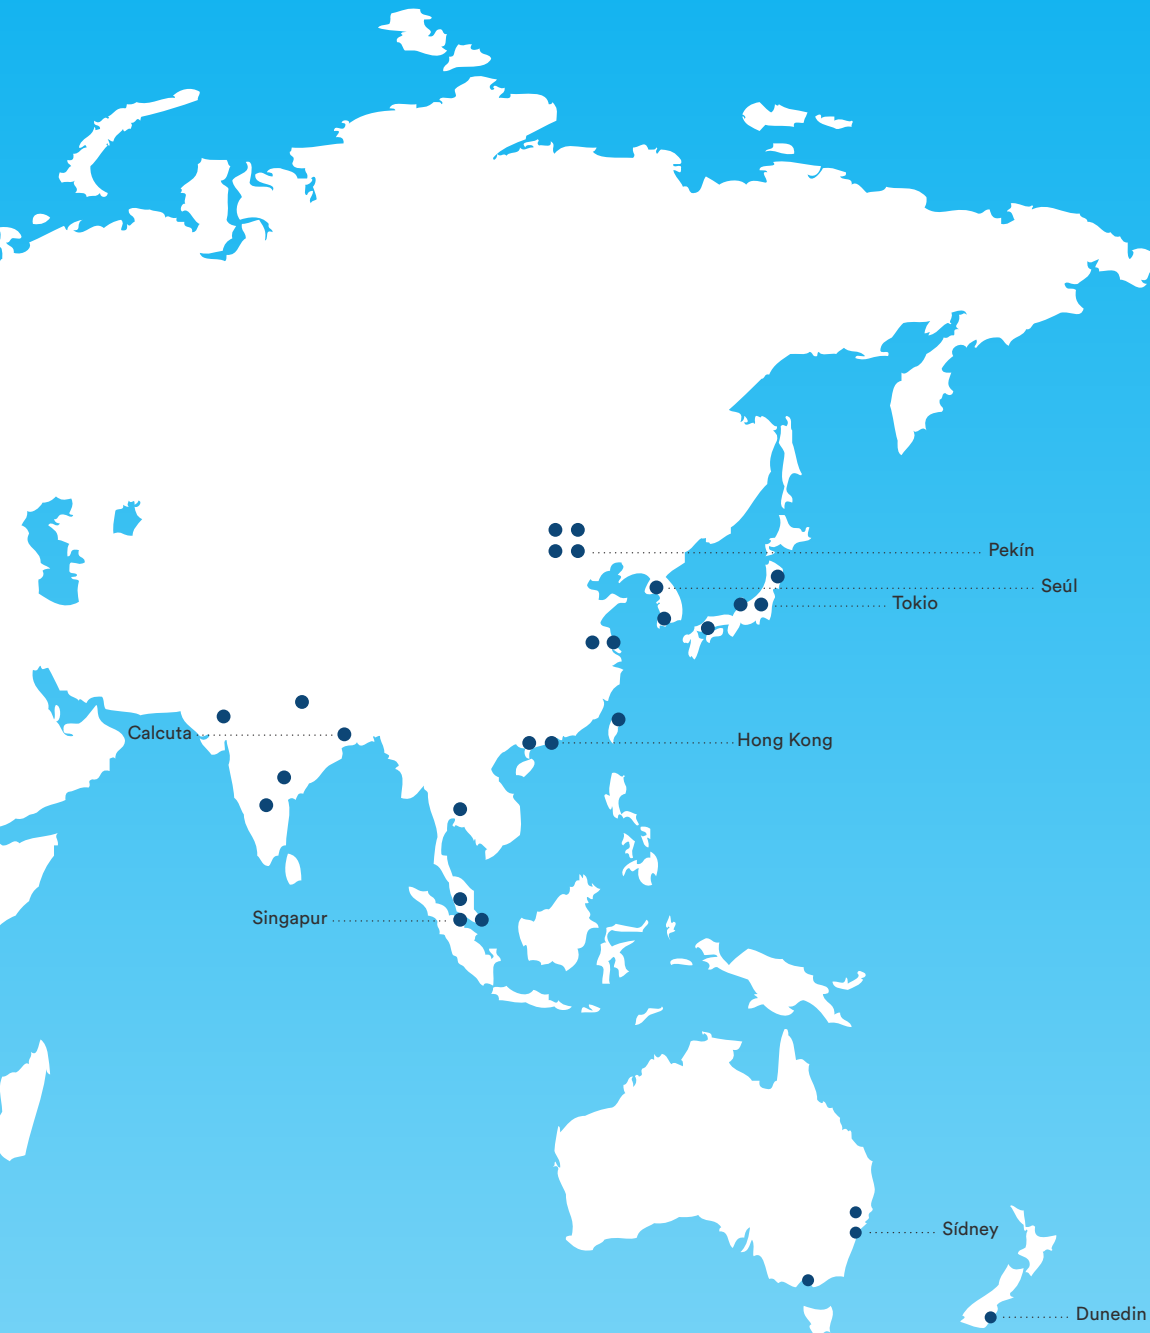 Pekín
Seúl
Tokio
Calcuta
Hong Kong
Singapur
Sídney
Dunedin